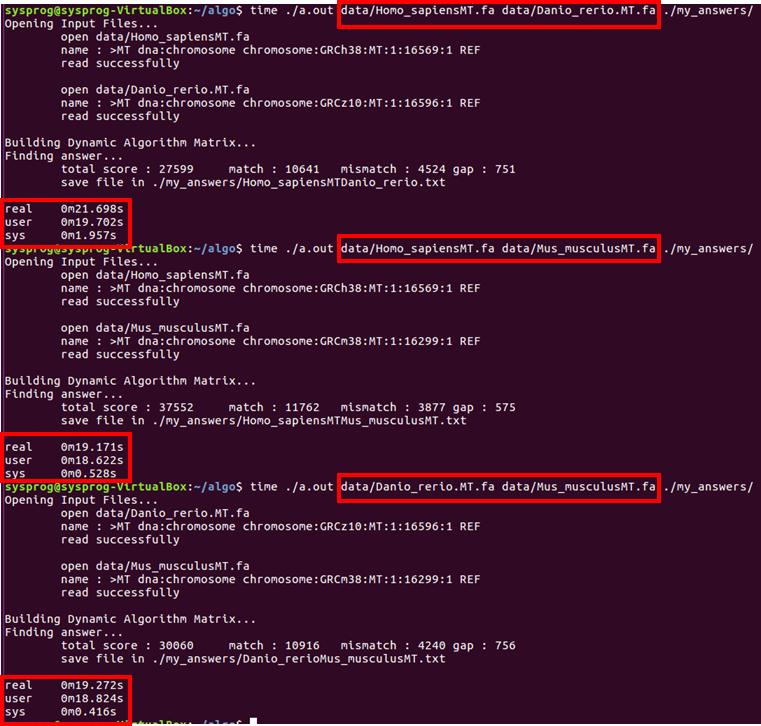 sysprog@sysprog-VirtualBox:~/algo$ time ./a.out data/Homo_sapiensMT.fa data/Danio_rerio.MT.fa ./my_answers/
Opening Input Files...
open data/Homo_sapiensMT.fa
name : >MT dna:chromosome chromosome:GRCh38:MT:1:16569:1 REF
read successfully
open data/Danio_rerio.MT.fa
name : >MT dna:chromosome chromosome:GRCz10:MT:1:16596:1 REF
read successfully
Building Dynamic Algorithm Matrix...
Finding answer...
total score : 27599 match : 10641 mismatch : 4524 gap : 751
save file in ./my_answers/Homo_sapiensMTDanio_rerio.txt
real 0m21.698s
user 0m19.702s
sys 0m1.957s
sysprog@sysprog-VirtualBox:~/algo$ time ./a.out data/Homo_sapiensMT.fa data/Mus_musculusMT.fa ./my_answers/
Opening Input Files...
open data/Homo_sapiensMT.fa
name : >MT dna:chromosome chromosome:GRCh38:MT:1:16569:1 REF
read successfully
open data/Mus_musculusMT.fa
name : >MT dna:chromosome chromosome:GRCm38:MT:1:16299:1 REF
read successfully
Building Dynamic Algorithm Matrix...
Finding answer...
total score : 37552 match : 11762 mismatch : 3877 gap : 575
save file in ./my_answers/Homo_sapiensMTMus_musculusMT.txt
real 0m19.171s
user 0m18.622s
sys 0m0.528s
sysprog@sysprog-VirtualBox:~/algo$ time ./a.out data/Danio_rerio.MT.fa data/Mus_musculusMT.fa ./my_answers/
Opening Input Files...
open data/Danio_rerio.MT.fa
name : >MT dna:chromosome chromosome:GRCz10:MT:1:16596:1 REF
read successfully
open data/Mus_musculusMT.fa
name : >MT dna:chromosome chromosome:GRCm38:MT:1:16299:1 REF
read successfully
Building Dynamic Algorithm Matrix...
Finding answer...
total score : 30060 match : 10916 mismatch : 4240 gap : 756
save file in ./my_answers/Danio_rerioMus_musculusMT.txt
real 0m19.272s
user 0m18.824s
sys 0m0.416s